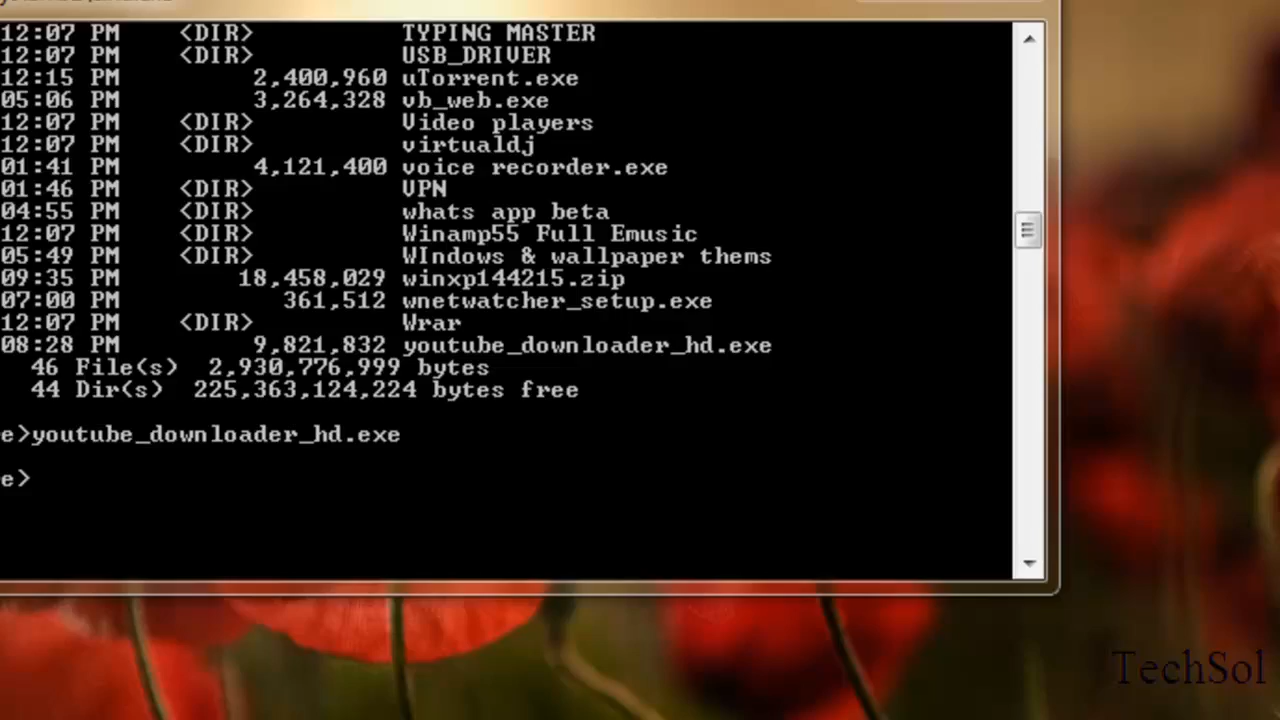 12:07 PM <DIR> TYPING MASTER
12:07 PM <DIR> USB_DRIVER
12:15 PM 2,400,960 uTorrent.exe
05:06 PM 3,264,328 vb_web.exe
12:07 PM <DIR> Video players
12:07 PM <DIR> virtualdj
01:41 PM 4,121,400 voice recorder.exe
01:46 PM <DIR> VPN
04:55 PM <DIR> whats app beta
12:07 PM <DIR> Winamp55 Full Emusic
05:49 PM <DIR> WIndows & wallpaper thems
09:35 PM 18,458,029 winxp144215.zip
07:00 PM 361,512 wnetwatcher_setup.exe
12:07 PM <DIR> Wrar
08:28 PM 9,821,832 youtube_downloader_hd.exe
46 File(s) 2,930,776,999 bytes
44 Dir(s) 225,363,124,224 bytes free
e>youtube_downloader_hd.exe
e>
TechSol